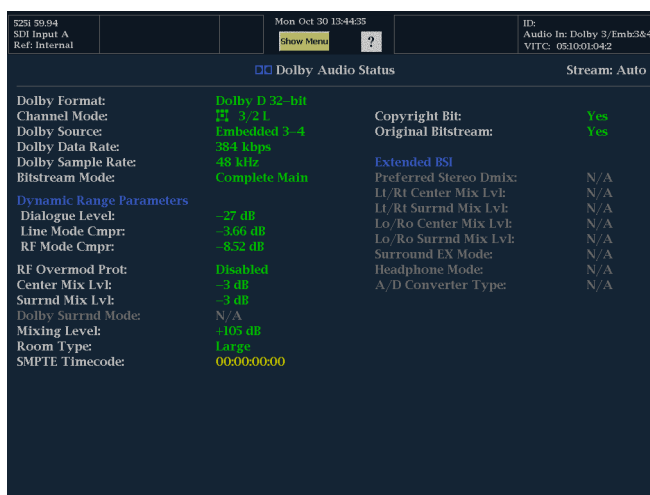 525i 59.94
SDI Input A
Ref: Internal
Mon Oct 30 13:44:35
Show Menu
?
ID:
Audio In: Dolby 3/Emb:3&4
VITC: 05:10:01:04:2
Dolby Audio Status
Stream: Auto
Dolby Format: Dolby D 32–bit
Channel Mode: 3/2 L
Dolby Source: Embedded 3–4
Dolby Data Rate: 384 kbps
Dolby Sample Rate: 48 kHz
Bitstream Mode: Complete Main
Copyright Bit: Yes
Original Bitstream: Yes
Dynamic Range Parameters
Dialogue Level: –27 dB
Line Mode Cmpr: –3.66 dB
RF Mode Cmpr: –8.52 dB
RF Overmod Prot: Disabled
Center Mix Lvl: –3 dB
Surrnd Mix Lvl: –3 dB
Dolby Surrnd Mode: N/A
Mixing Level: +105 dB
Room Type: Large
SMPTE Timecode: 00:00:00:00
Extended BSI
Preferred Stereo Dmix: N/A
Lt/Rt Center Mix Lvl: N/A
Lt/Rt Surrnd Mix Lvl: N/A
Lo/Ro Center Mix Lvl: N/A
Lo/Ro Surrnd Mix Lvl: N/A
Surround EX Mode: N/A
Headphone Mode: N/A
A/D Converter Type: N/A